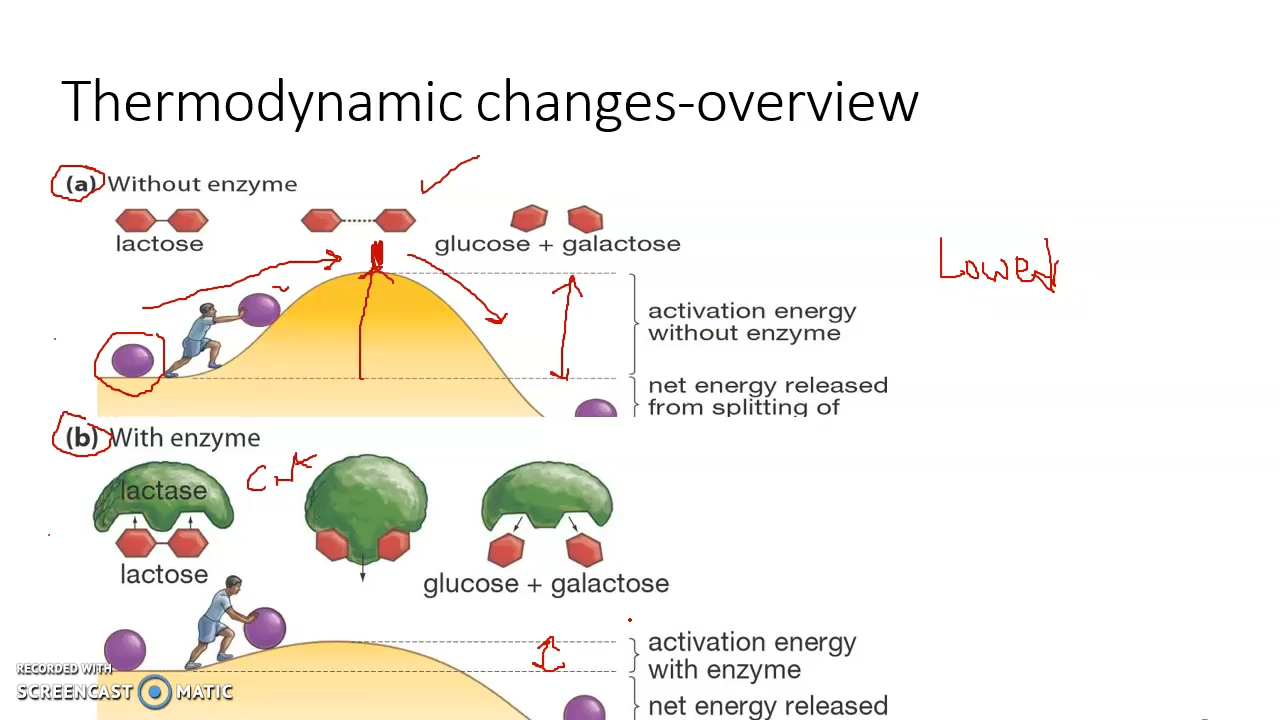 Thermodynamic changes-overview
(a) Without enzyme
lactose
glucose + galactose
activation energy
without enzyme
net energy released
from splitting of
Lower
(b) With enzyme
lactase
lactose
glucose + galactose
activation energy
with enzyme
net energy released
RECORDED WITH
SCREENCAST MATIC